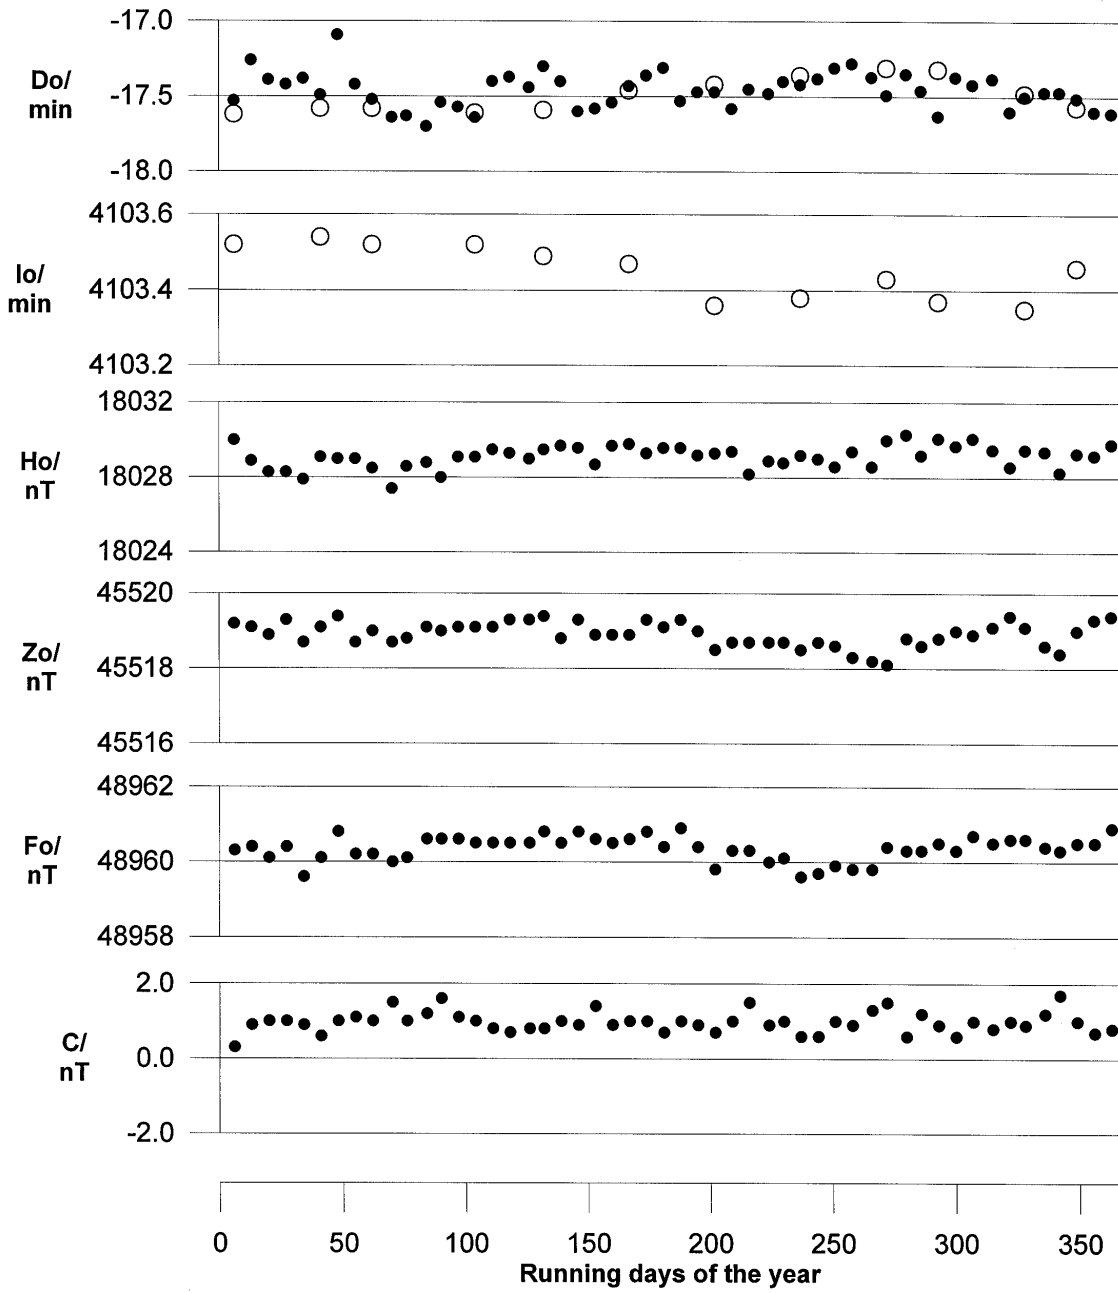 -17.0
Do/
min
-17.5
-18.0
4103.6
Io/
min
4103.4
4103.2
18032
Ho/
nT
18028
18024
45520
Zo/
nT
45518
45516
48962
Fo/
nT
48960
48958
2.0
C/
nT
0.0
-2.0
0 50 100 150 200 250 300 350
Running days of the year